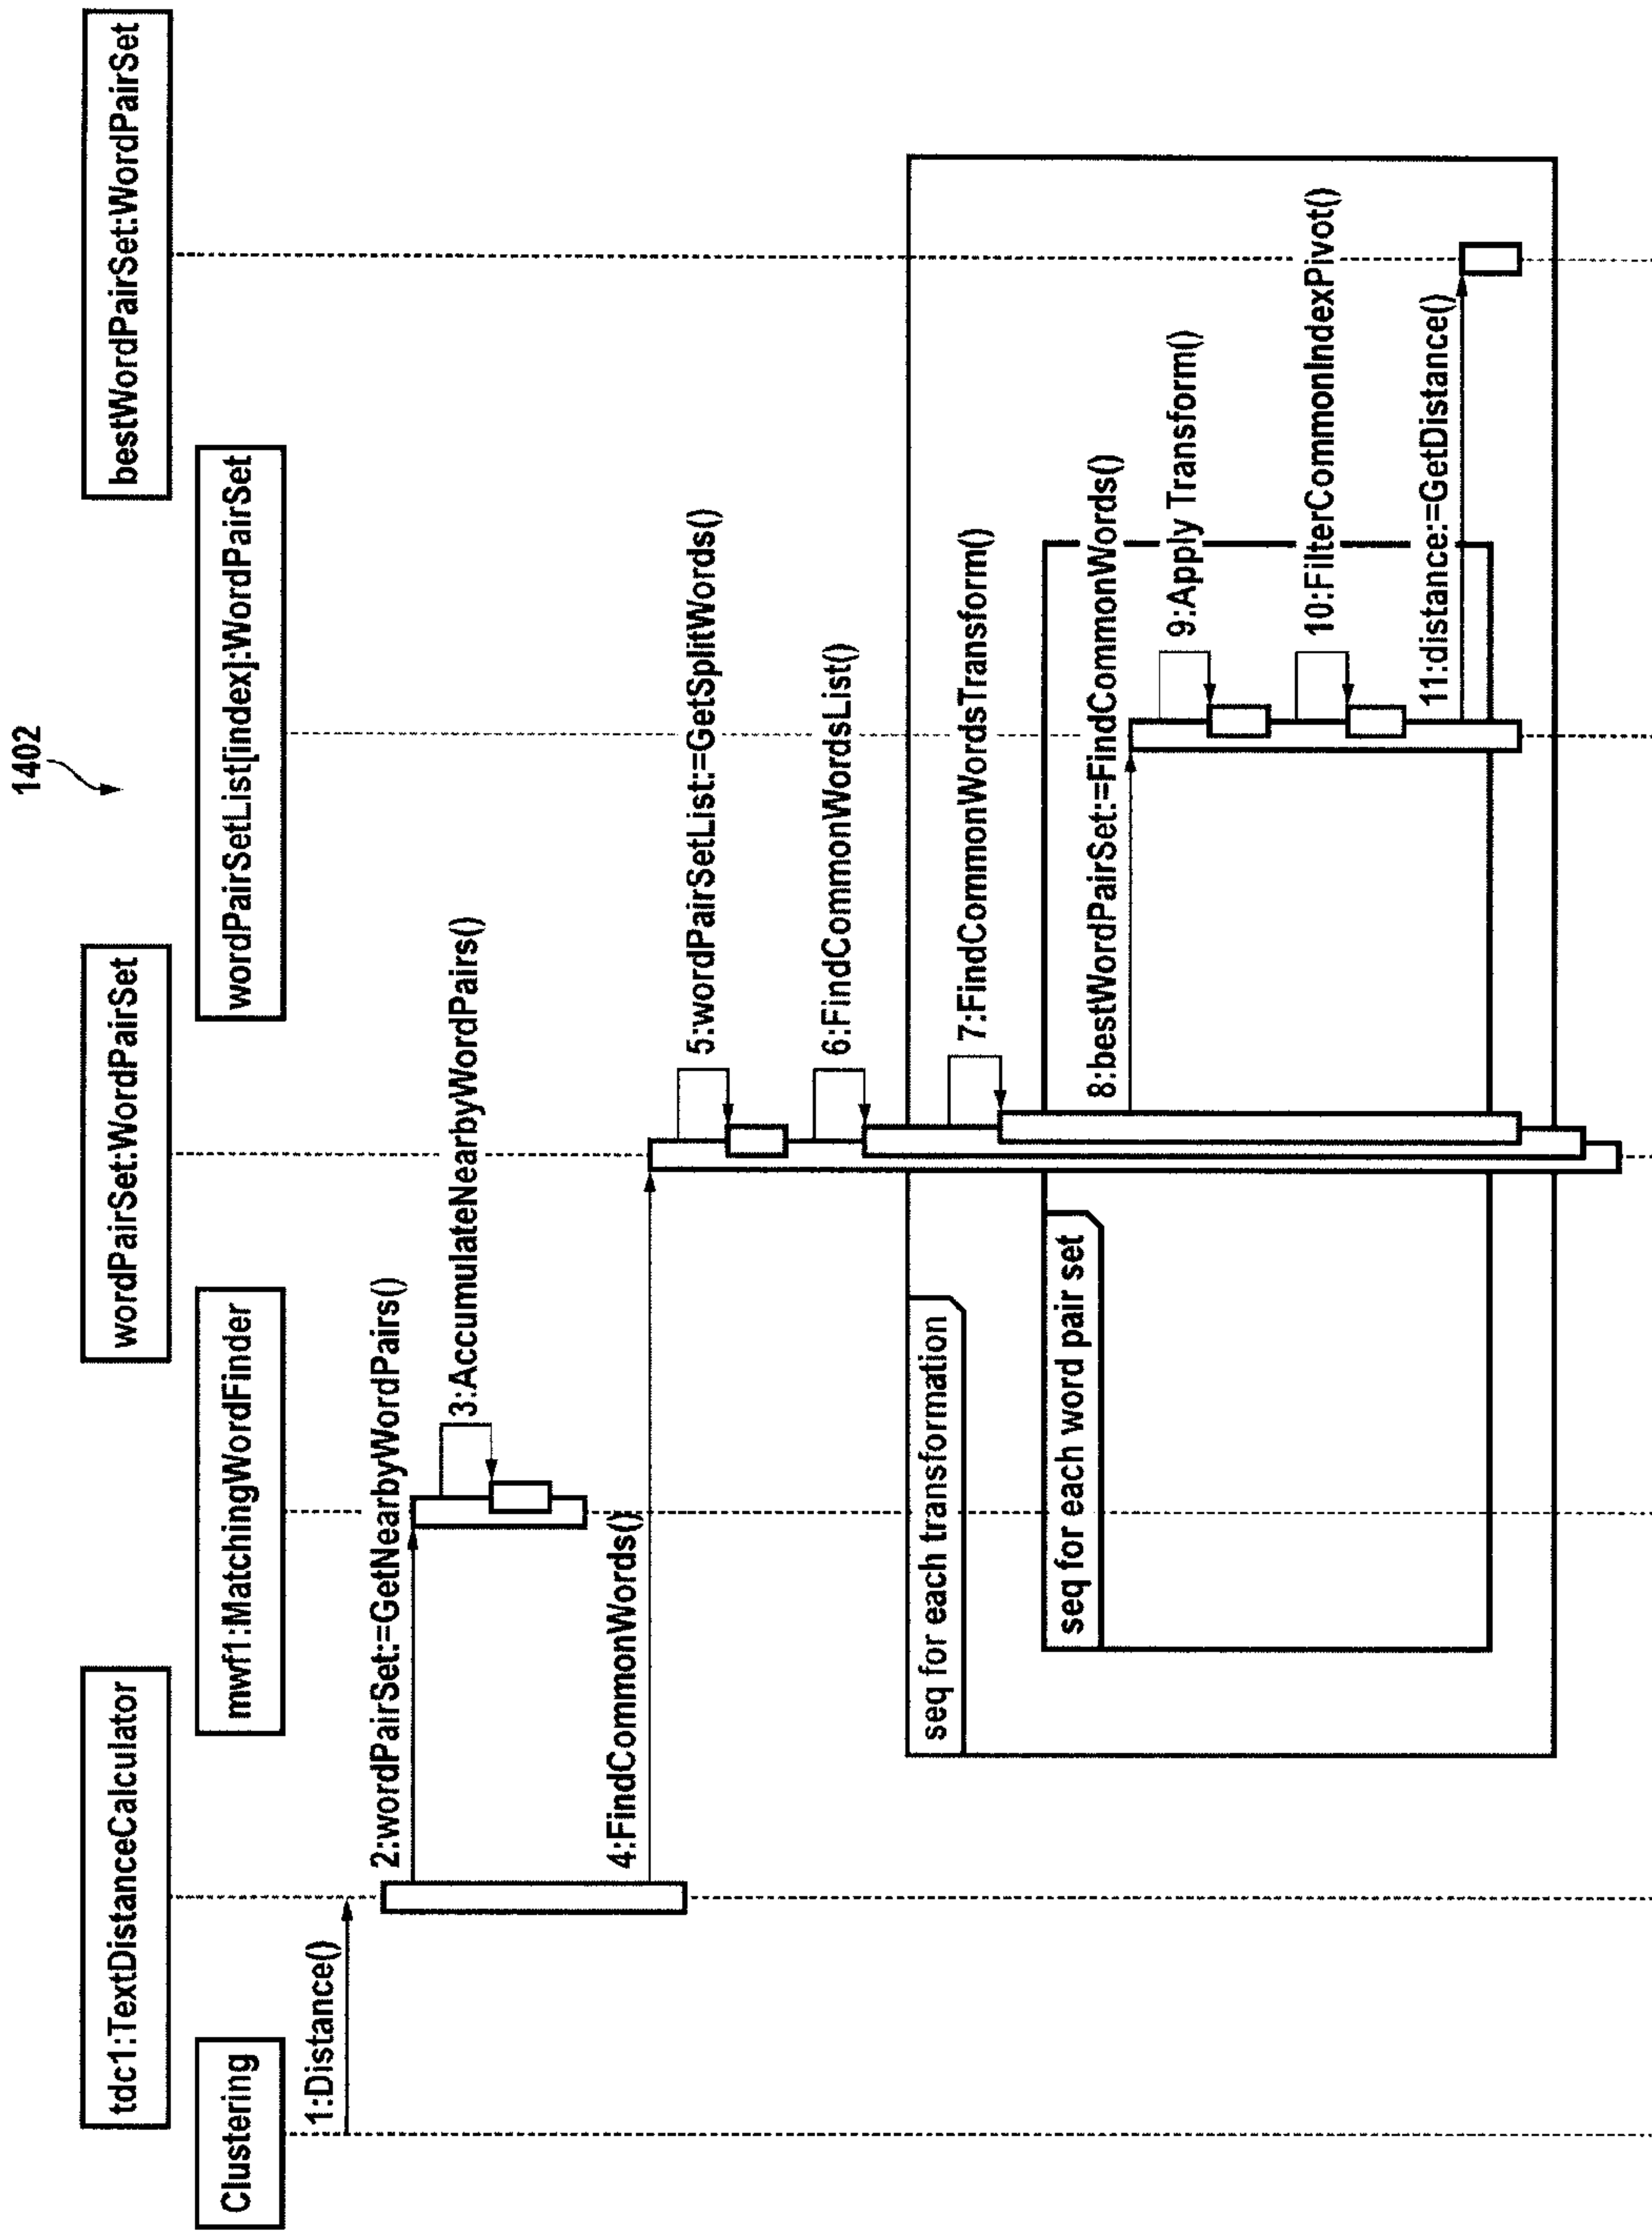 1402
Clustering
tdc1:TextDistanceCalculator
mwf1:MatchingWordFinder
wordPairSet:WordPairSet
wordPairSetList[index]:WordPairSet
bestWordPairSet:WordPairSet
1:Distance()
2:wordPairSet:=GetNearbyWordPairs()
3:AccumulateNearbyWordPairs()
4:FindCommonWords()
5:wordPairSetList:=GetSplitWords()
6:FindCommonWordsList()
seq for each transformation
7:FindCommonWordsTransform()
seq for each word pair set
8:bestWordPairSet:=FindCommonWords()
9:Apply Transform()
10:FilterCommonIndexPivot()
11:distance:=GetDistance()